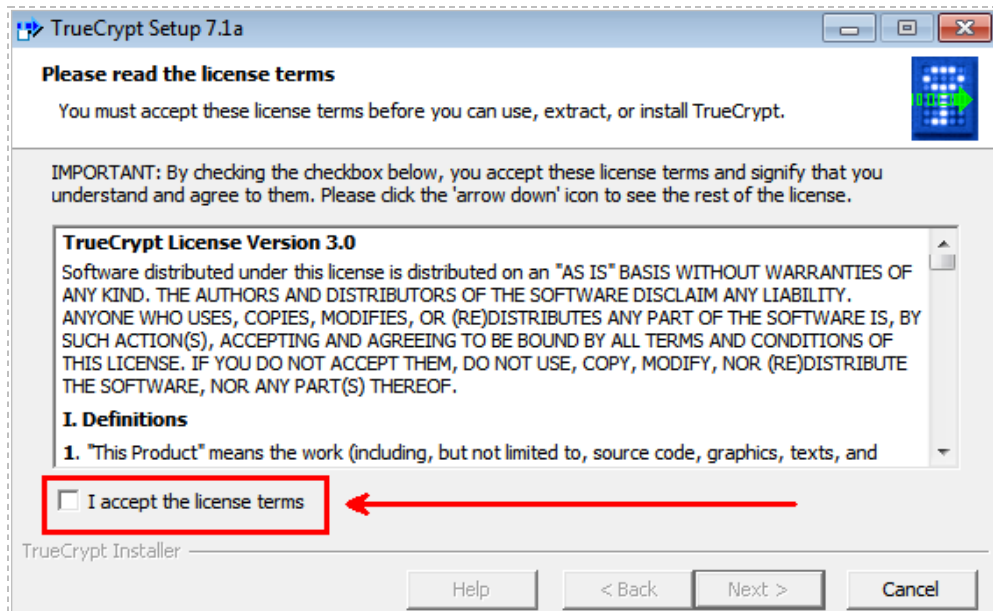 TrueCrypt Setup 7.1a
Please read the license terms
You must accept these license terms before you can use, extract, or install TrueCrypt.
IMPORTANT: By checking the checkbox below, you accept these license terms and signify that you
understand and agree to them. Please click the 'arrow down' icon to see the rest of the license.
TrueCrypt License Version 3.0
Software distributed under this license is distributed on an "AS IS" BASIS WITHOUT WARRANTIES OF
ANY KIND. THE AUTHORS AND DISTRIBUTORS OF THE SOFTWARE DISCLAIM ANY LIABILITY.
ANYONE WHO USES, COPIES, MODIFIES, OR (RE)DISTRIBUTES ANY PART OF THE SOFTWARE IS, BY
SUCH ACTION(S), ACCEPTING AND AGREEING TO BE BOUND BY ALL TERMS AND CONDITIONS OF
THIS LICENSE. IF YOU DO NOT ACCEPT THEM, DO NOT USE, COPY, MODIFY, NOR (RE)DISTRIBUTE
THE SOFTWARE, NOR ANY PART(S) THEREOF.
I. Definitions
1. "This Product" means the work (including, but not limited to, source code, graphics, texts, and
I accept the license terms
TrueCrypt Installer
Help < Back Next > Cancel